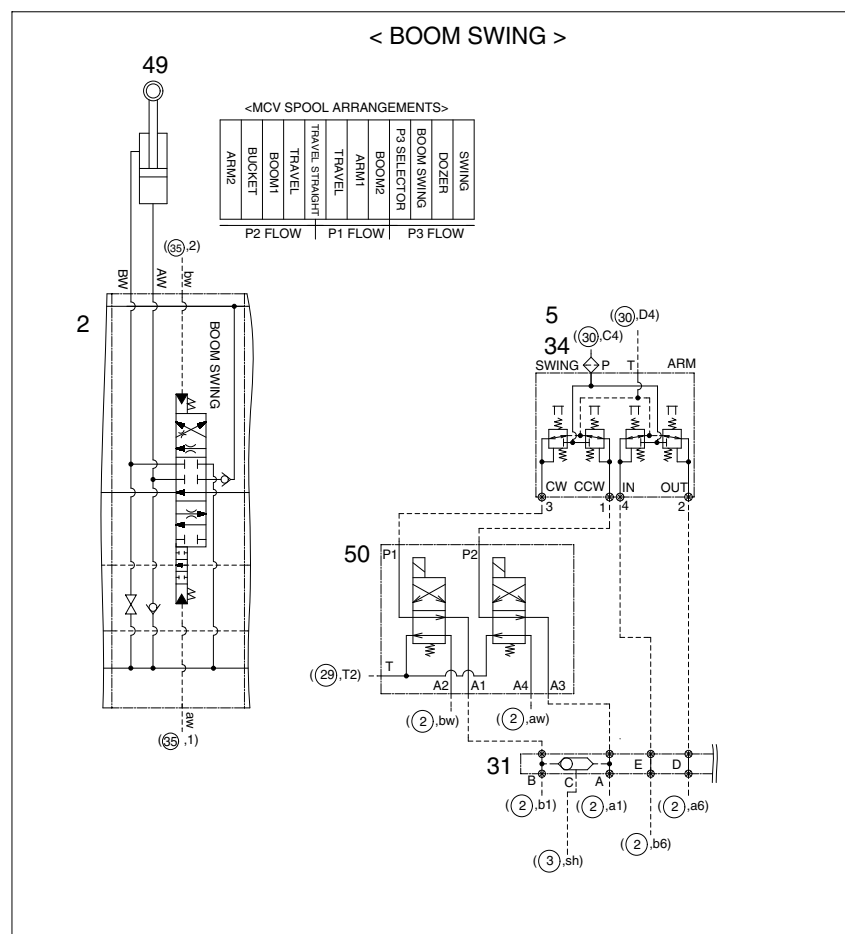 < BOOM SWING >
49
<MCV SPOOL ARRANGEMENTS>
ARM2
BUCKET
BOOM1
TRAVEL
TRAVEL STRAIGHT
TRAVEL
ARM1
BOOM2
P3 SELECTOR
BOOM SWING
DOZER
SWING
P2 FLOW
P1 FLOW
P3 FLOW
(35,2)
BW
AW
bw
2
BOOM SWING
aw
(35,1)
5
(30,D4)
(30,C4)
34
SWING
P
T
ARM
CW
CCW
IN
OUT
3
1
4
2
50
P1
P2
(29,T2)
T
A2
A1
A4
A3
(2,bw)
(2,aw)
31
B
C
A
E
D
(2,b1)
(2,a1)
(2,a6)
(2,b6)
(3,sh)